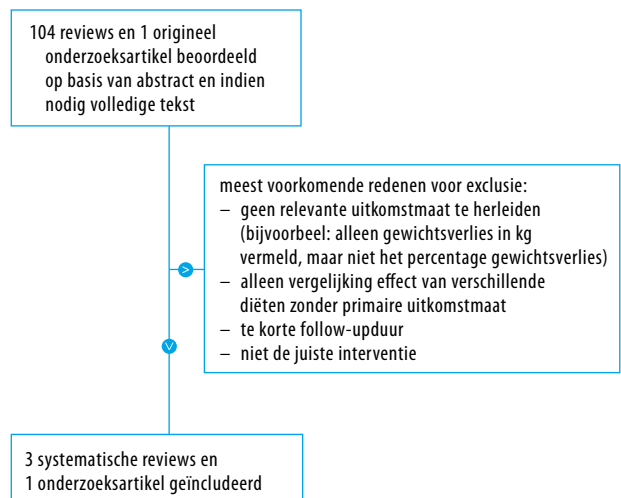 104 reviews en 1 origineel
onderzoeksartikel beoordeeld
op basis van abstract en indien
nodig volledige tekst
meest voorkomende redenen voor exclusie:
– geen relevante uitkomstmaat te herleiden
(bijvoorbeel: alleen gewichtsverlies in kg
vermeld, maar niet het percentage gewichtsverlies)
– alleen vergelijking effect van verschillende
diëten zonder primaire uitkomstmaat
– te korte follow-upduur
– niet de juiste interventie
3 systematische reviews en
1 onderzoeksartikel geïncludeerd